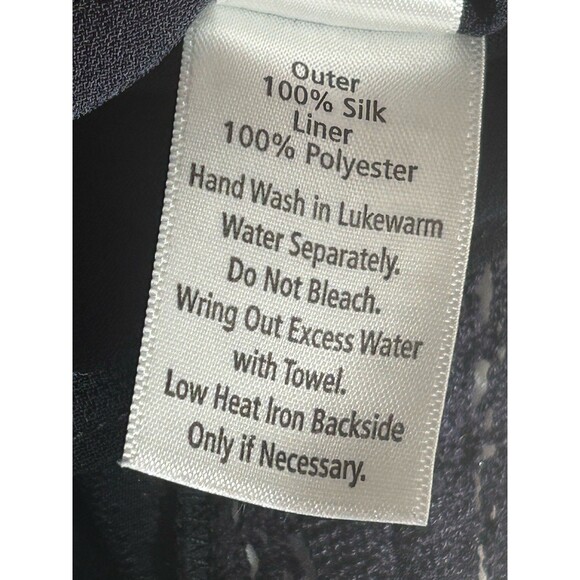 Outer
100% Silk
Liner
100% Polyester
Hand Wash in Lukewarm
Water Separately.
Do Not Bleach.
Wring Out Excess Water
with Towel.
Low Heat Iron Backside
Only if Necessary.